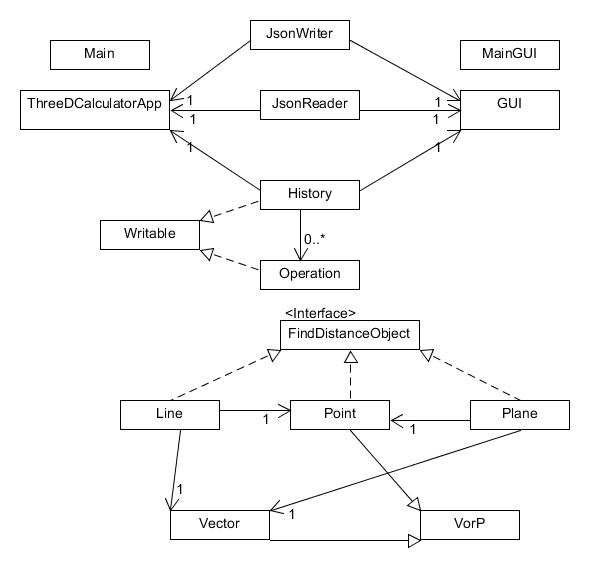 JsonWriter
Main
MainGUI
ThreeDCalculatorApp
1
1
JsonReader
1
1
GUI
1
1
History
Writable
0..*
Operation
<Interface>
FindDistanceObject
Line
1
Point
1
Plane
1
Vector
1
VorP